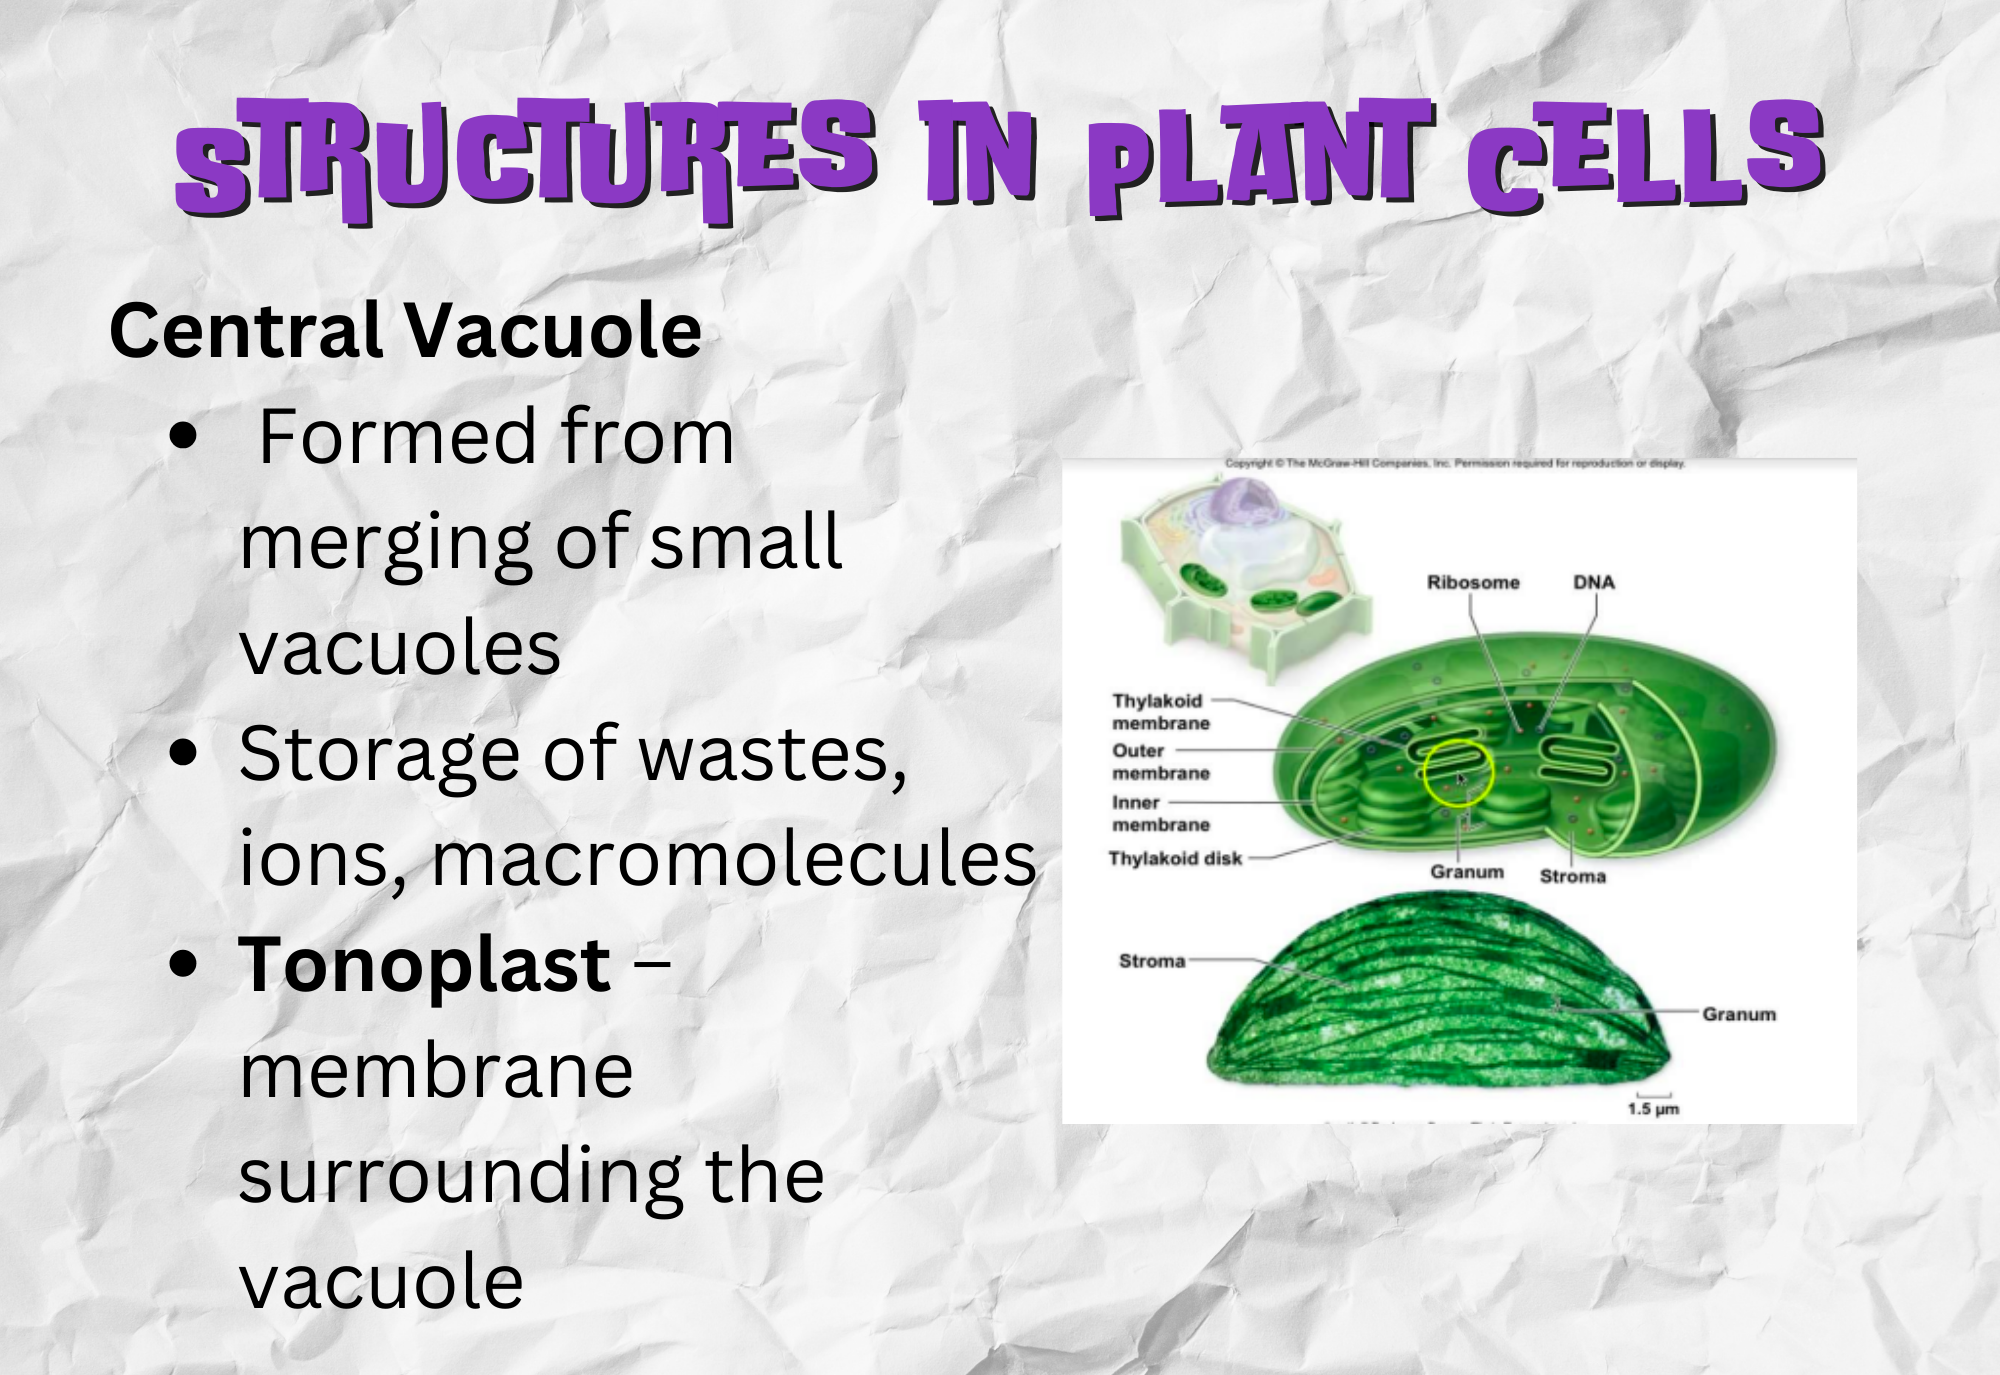 STRUCTURES IN PLANT CELLS
Central Vacuole
• Formed from
merging of small
vacuoles
• Storage of wastes,
ions, macromolecules
• Tonoplast –
membrane
surrounding the
vacuole
Copyright © The McGraw-Hill Companies, Inc. Permission required for reproduction or display.
Ribosome
DNA
Thylakoid
membrane
Outer
membrane
Inner
membrane
Thylakoid disk
Granum
Stroma
Stroma
Granum
1.5 µm